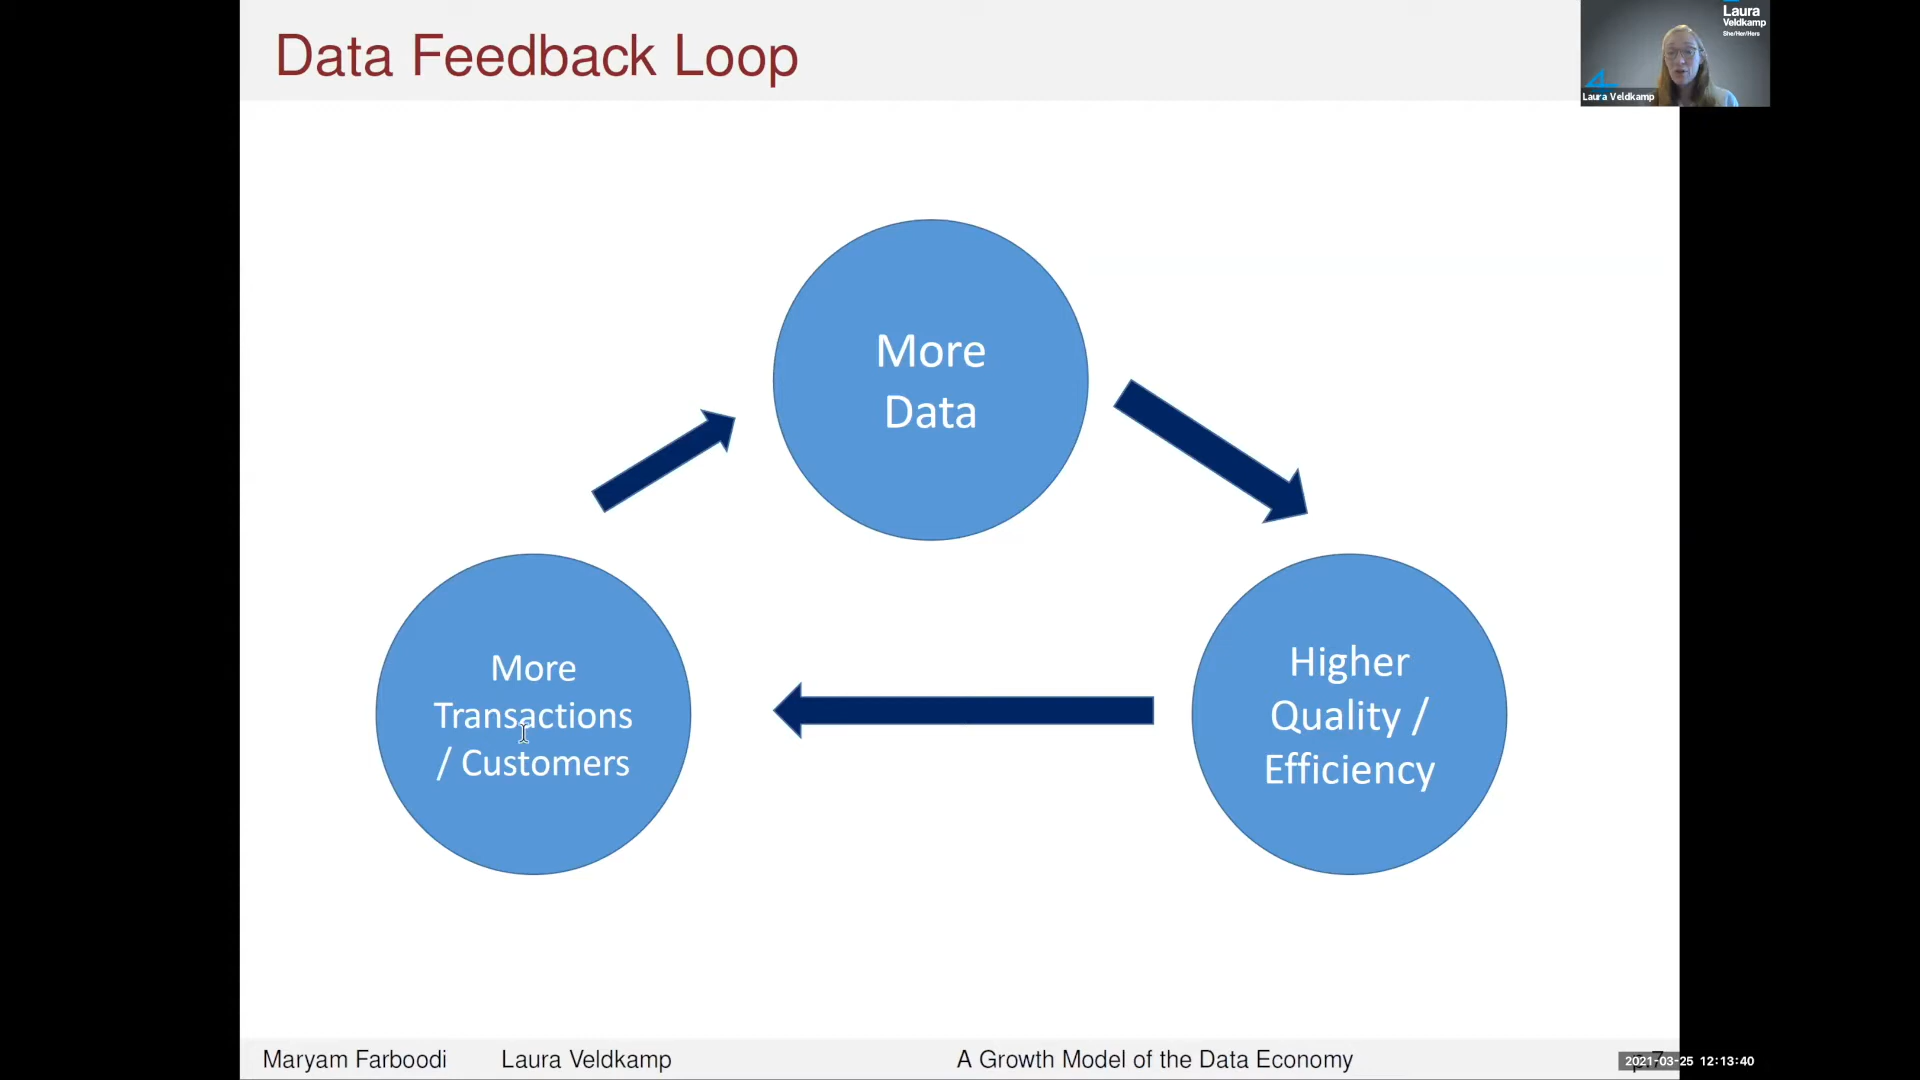 Data Feedback Loop
Laura
Veldkamp
She/Her/Hers
Laura Veldkamp
More
Data
More
Transactions
/ Customers
Higher
Quality /
Efficiency
Maryam Farboodi Laura Veldkamp A Growth Model of the Data Economy
2021-03-25 12:13:40